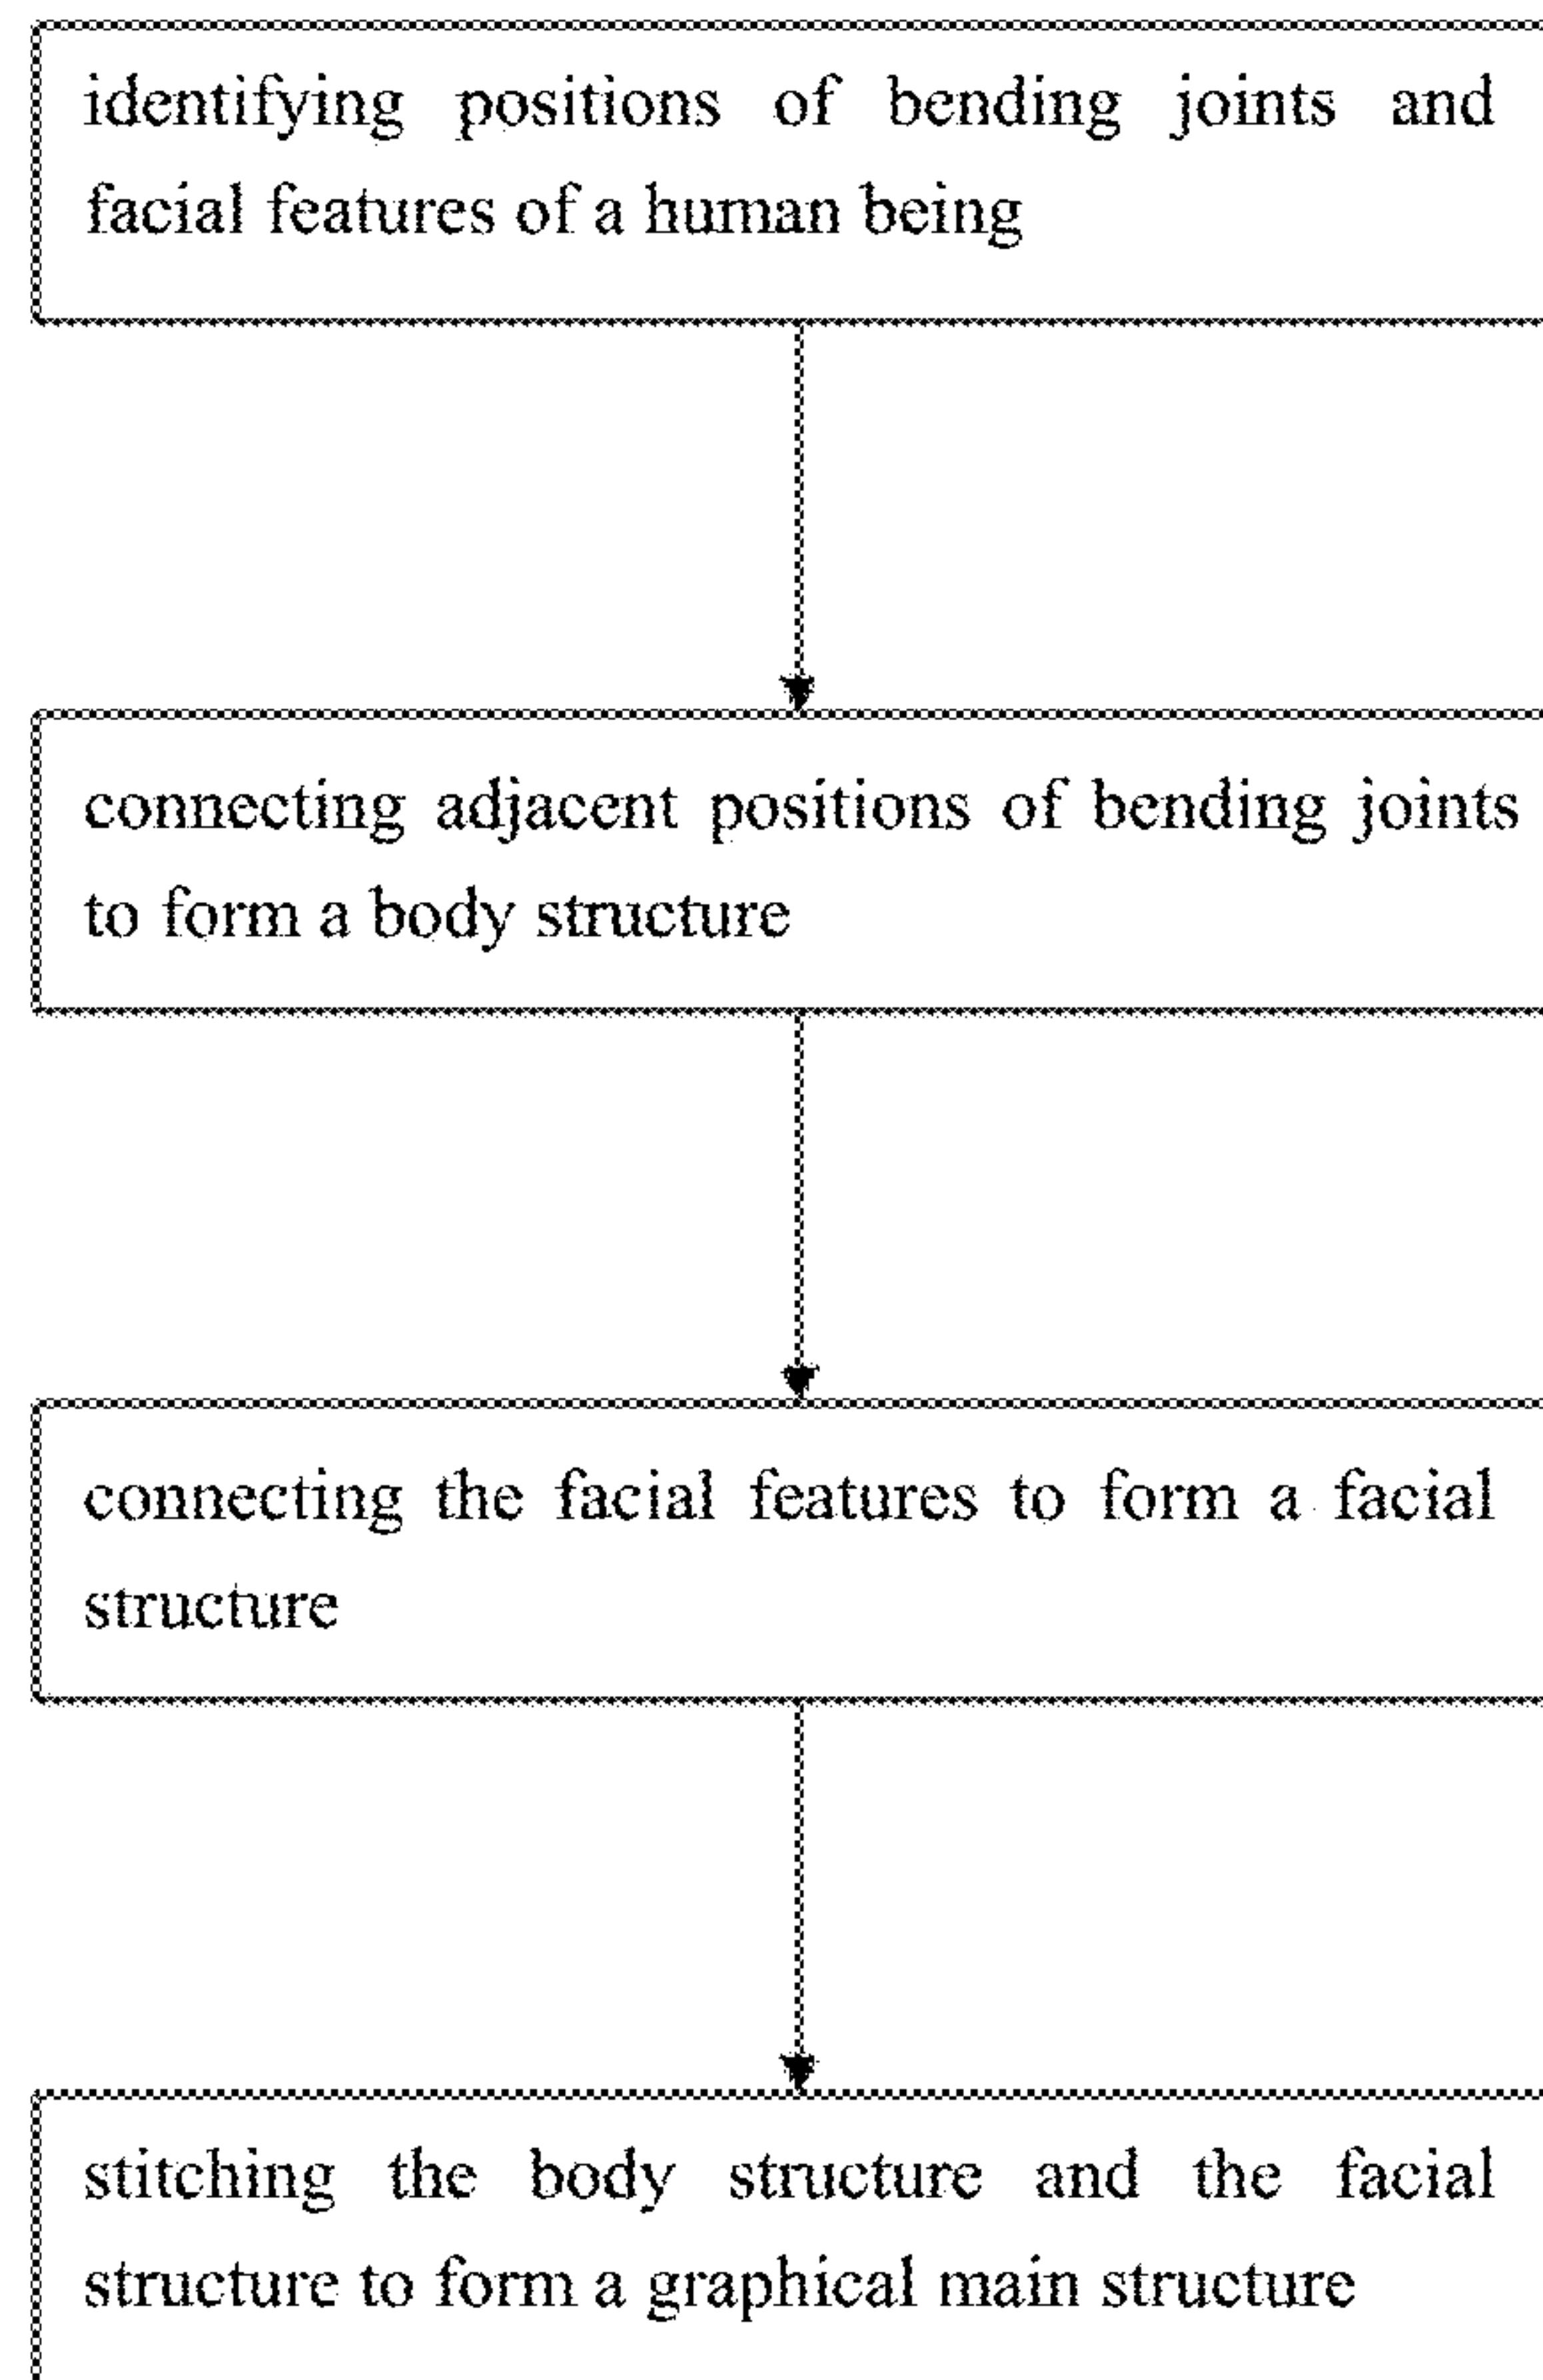 identifying positions of bending joints and
facial features of a human being
connecting adjacent positions of bending joints
to form a body structure
connecting the facial features to form a facial
structure
stitching the body structure and the facial
structure to form a graphical main structure